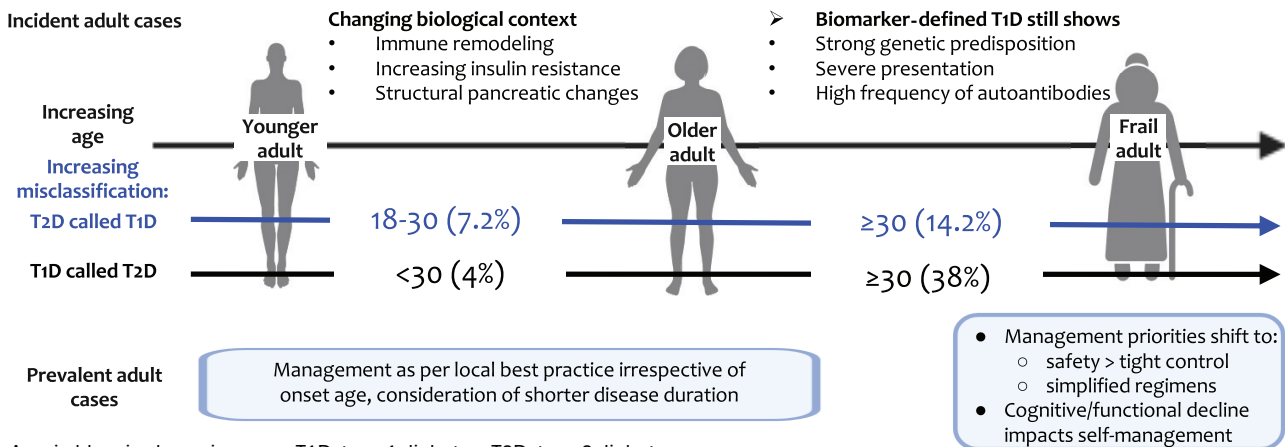 Incident adult cases
Changing biological context
• Immune remodeling
• Increasing insulin resistance
• Structural pancreatic changes
➤ Biomarker-defined T1D still shows
• Strong genetic predisposition
• Severe presentation
• High frequency of autoantibodies
Increasing
age
Younger
adult
Older
adult
Frail
adult
Increasing
misclassification:
T2D called T1D
18-30 (7.2%)
≥30 (14.2%)
T1D called T2D
<30 (4%)
≥30 (38%)
Prevalent adult
cases
Management as per local best practice irrespective of
onset age, consideration of shorter disease duration
● Management priorities shift to:
○ safety > tight control
○ simplified regimens
● Cognitive/functional decline
impacts self-management